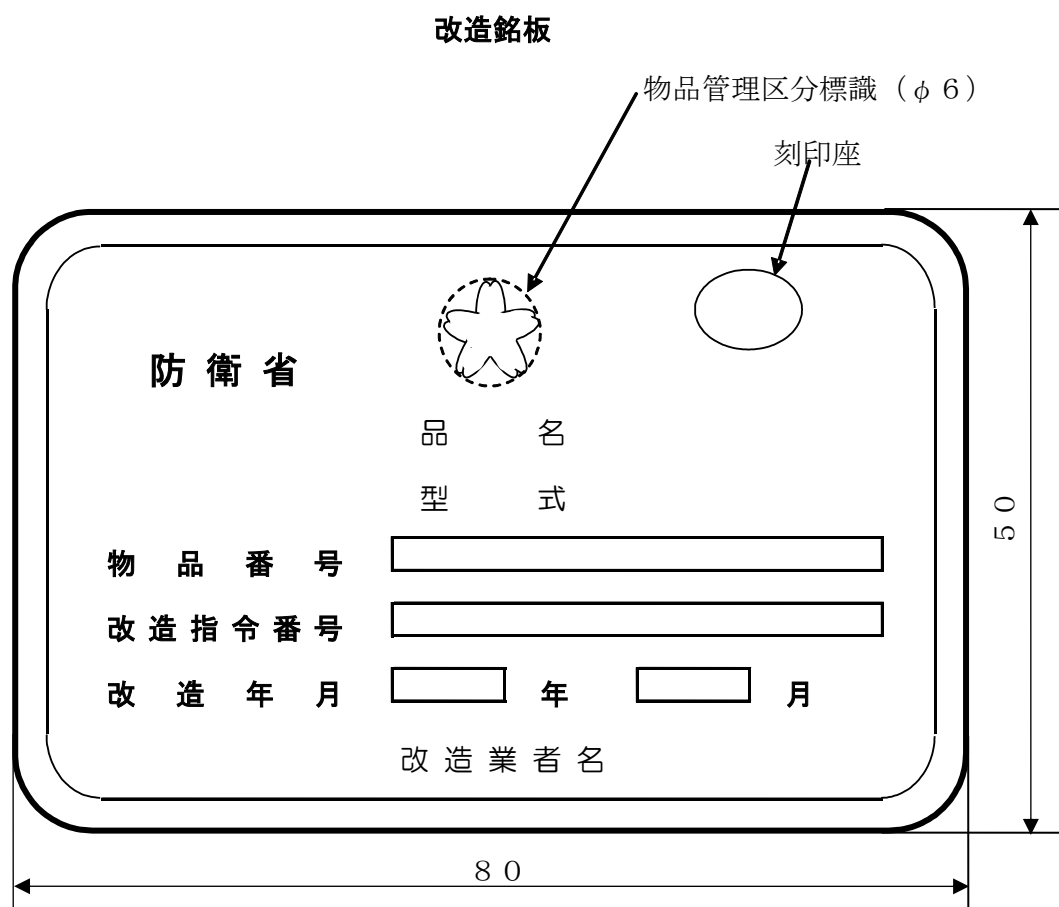 改造銘板
物品管理区分標識（φ６）
刻印座
防衛省
品名
型式
物品番号
改造指令番号
改造年月 年 月
改造業者名
５０
８０